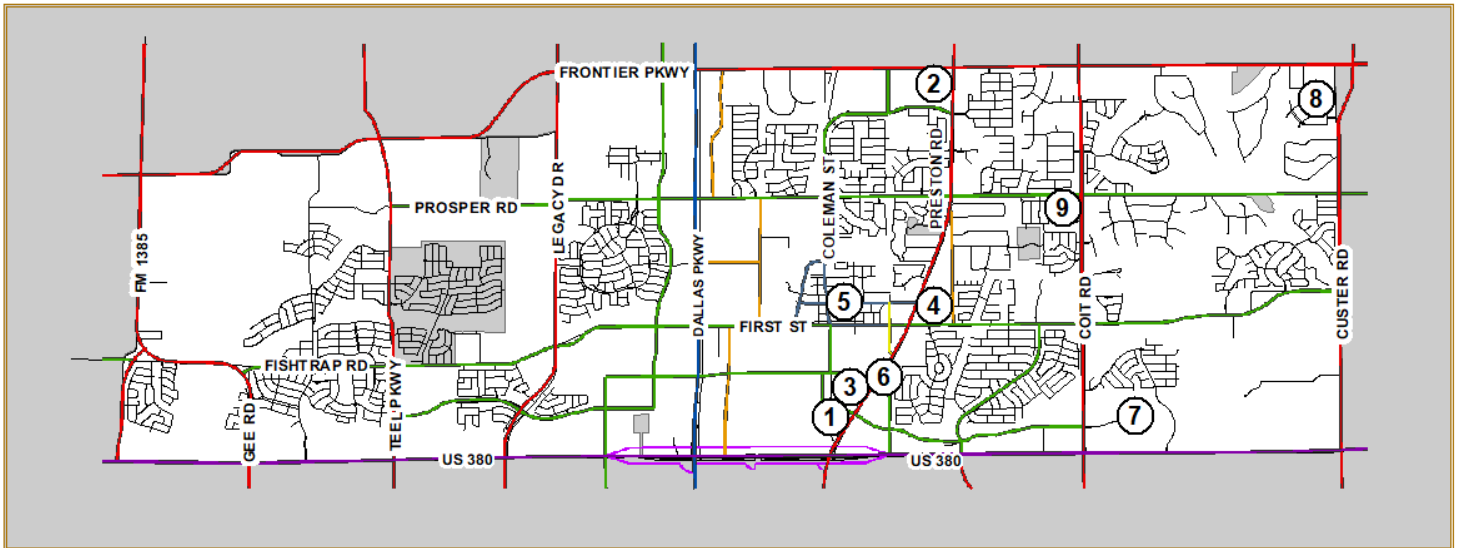 FRONTIER PKWY
2
8
PROSPER RD
LEGACY DR
COLEMAN ST
PRESTON RD
9
FM 1385
DALLAS PKWY
5
4
FIRST ST
COIT RD
CUSTER RD
FISHTRAP RD
TEEL PKWY
GEE RD
3
6
1
7
US 380
US 380